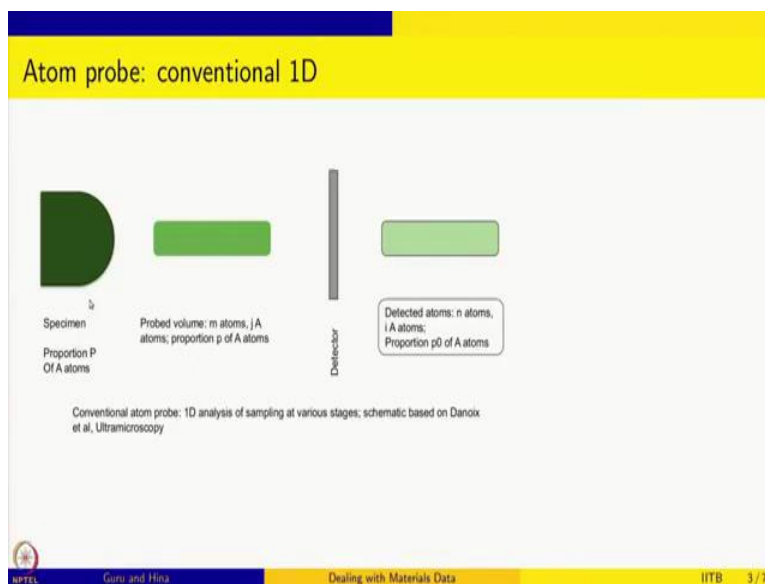 Atom probe: conventional 1D
Specimen
Proportion P
Of A atoms
Probed volume: m atoms, j A
atoms; proportion p of A atoms
Detector
Detected atoms: n atoms,
i A atoms;
Proportion p0 of A atoms
Conventional atom probe: 1D analysis of sampling at various stages; schematic based on Danoix
et al, Ultramicroscopy
NPTEL
Guru and Hina
Dealing with Materials Data
IITB